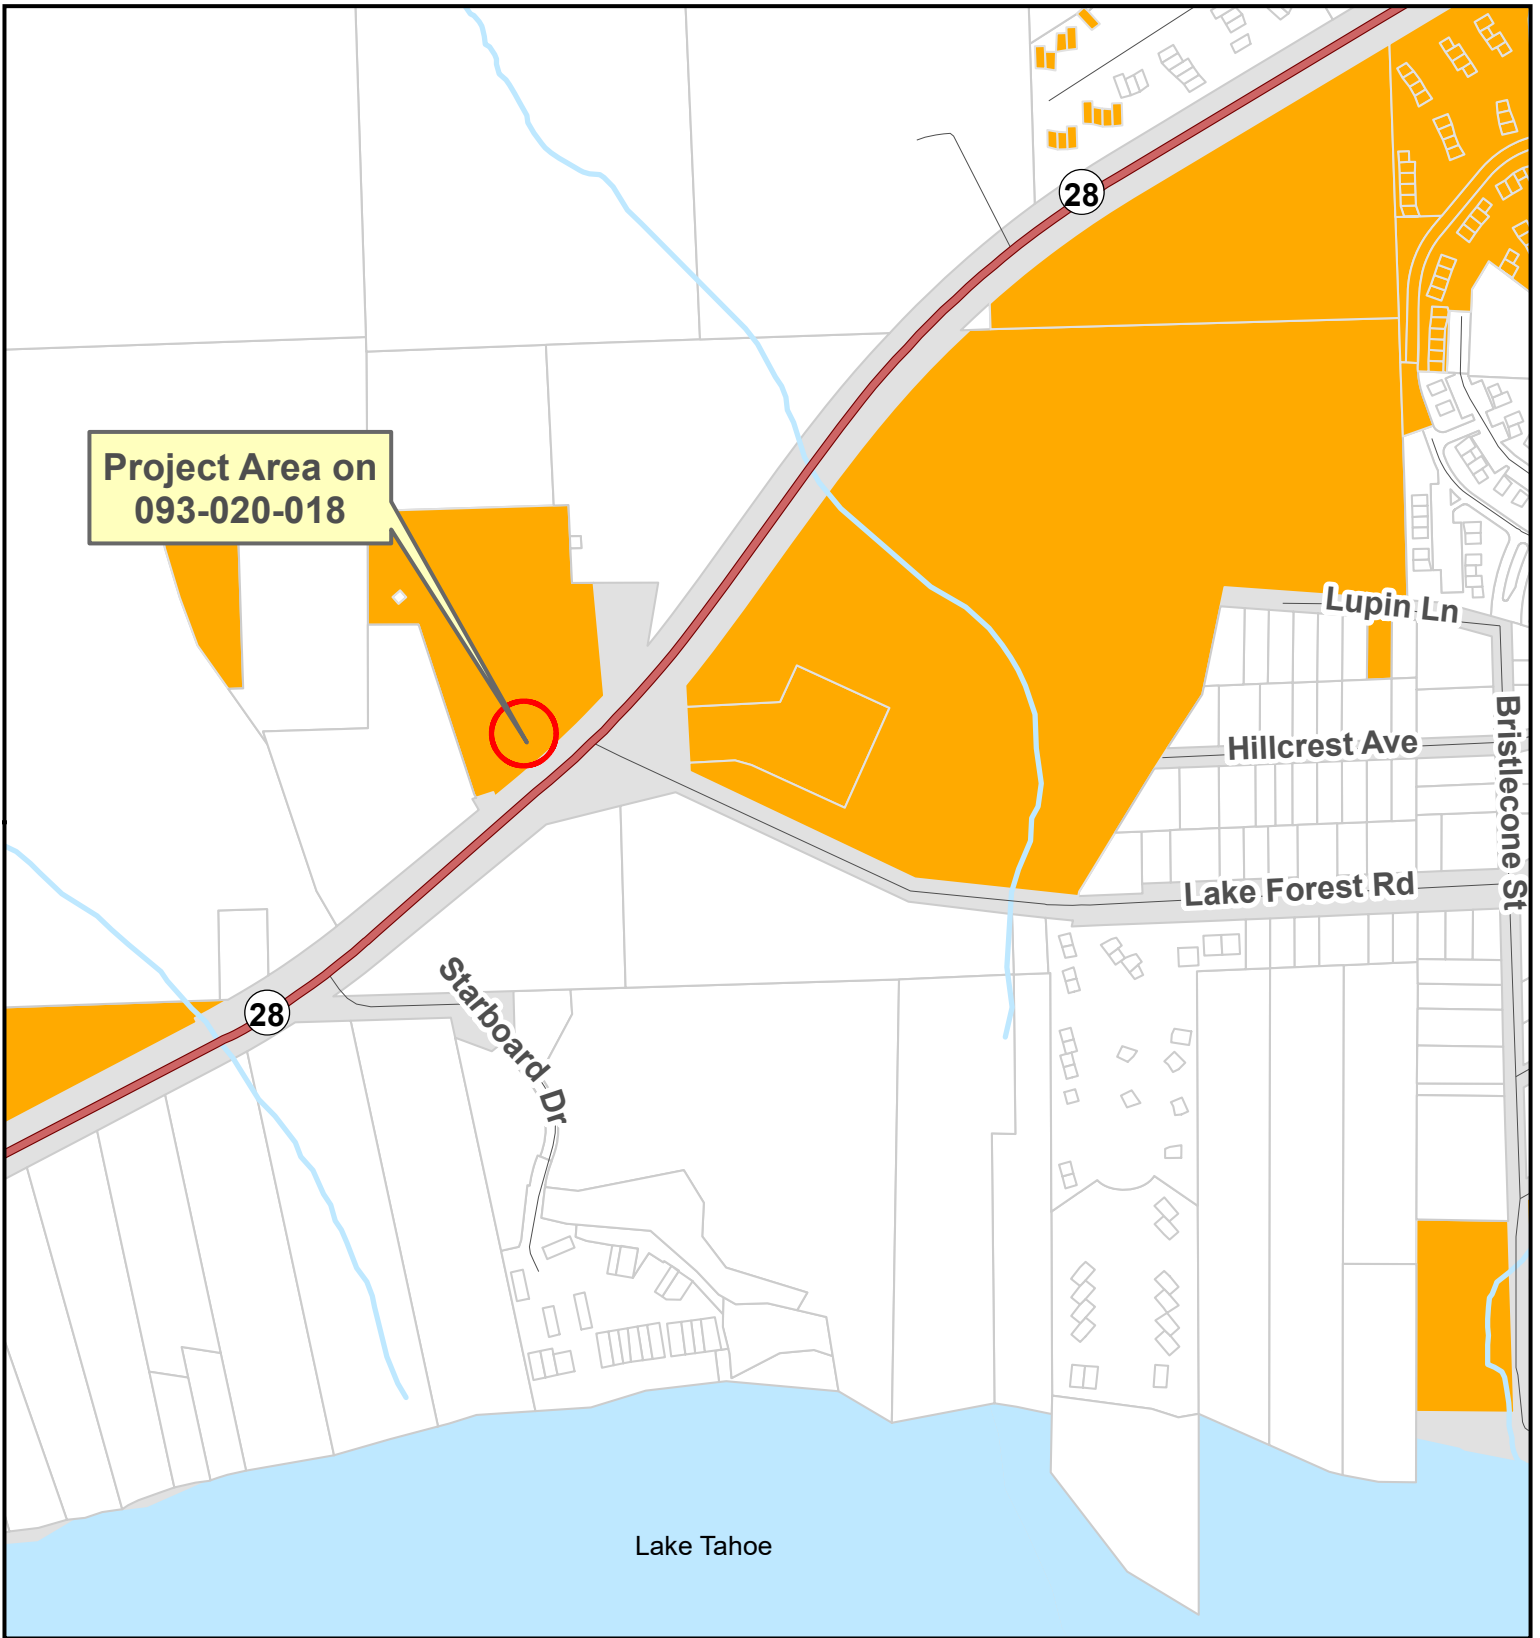 28
Project Area on
093-020-018
Lupin Ln
Hillcrest Ave
Bristlecone St
Lake Forest Rd
Starboard Dr
28
Lake Tahoe